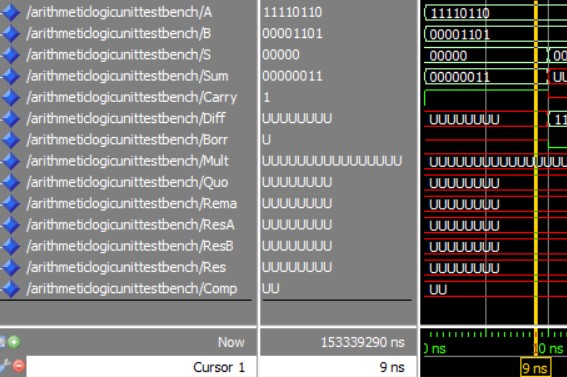 /arithmeticlogicunittestbench/A 11110110 11110110
/arithmeticlogicunittestbench/B 00001101 00001101
/arithmeticlogicunittestbench/S 00000 00000 00
/arithmeticlogicunittestbench/Sum 00000011 00000011 UU
/arithmeticlogicunittestbench/Carry 1
/arithmeticlogicunittestbench/Diff UUUUUUUU UUUUUUUU 11
/arithmeticlogicunittestbench/Borr U
/arithmeticlogicunittestbench/Mult UUUUUUUUUUUUUUUU UUUUUUUUUUUUUUUU
/arithmeticlogicunittestbench/Quo UUUUUUUU UUUUUUUU
/arithmeticlogicunittestbench/Rema UUUUUUUU UUUUUUUU
/arithmeticlogicunittestbench/ResA UUUUUUUU UUUUUUUU
/arithmeticlogicunittestbench/ResB UUUUUUUU UUUUUUUU
/arithmeticlogicunittestbench/Res UUUUUUUU UUUUUUUU
/arithmeticlogicunittestbench/Comp UU UU
Now 153339290 ns ns 0 ns
Cursor 1 9 ns 9 ns